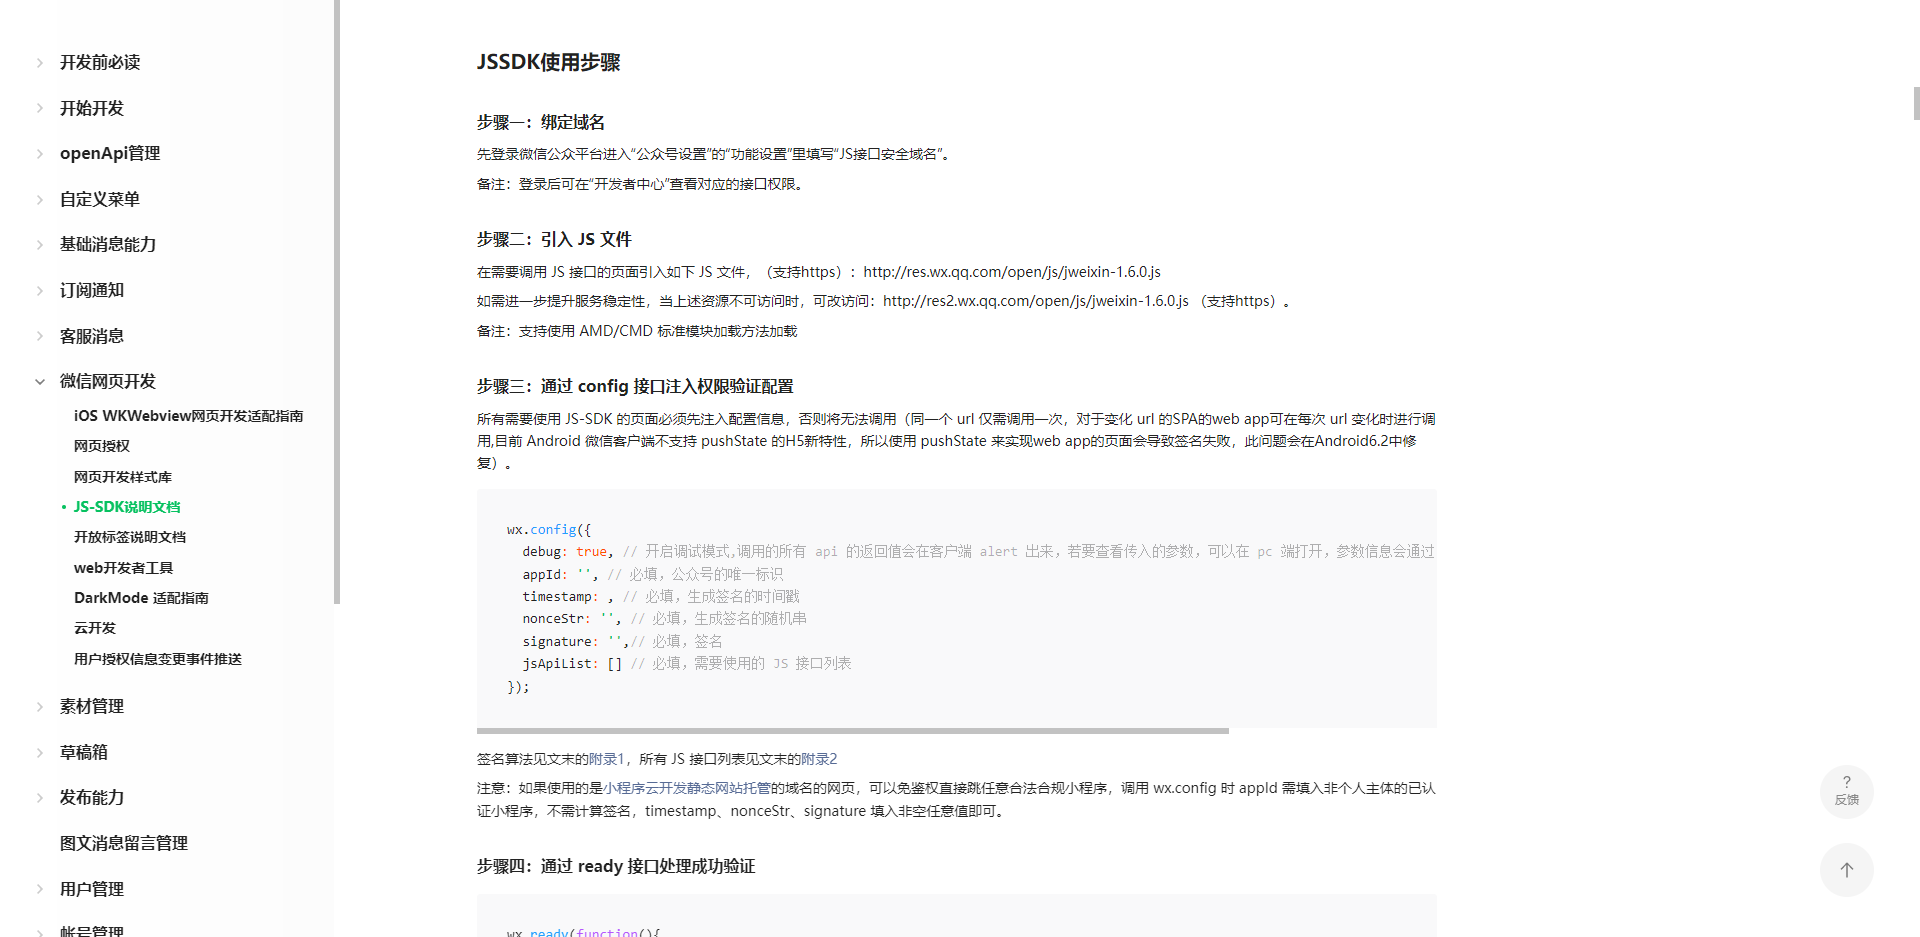 开发前必读
开始开发
openApi管理
自定义菜单
基础消息能力
订阅通知
客服消息
微信网页开发
iOS WKWebview网页开发适配指南
网页授权
网页开发样式库
JS-SDK说明文档
开放标签说明文档
web开发者工具
DarkMode 适配指南
云开发
用户授权信息变更事件推送
素材管理
草稿箱
发布能力
图文消息留言管理
用户管理
帐号管理
JSSDK使用步骤
步骤一：绑定域名
先登录微信公众平台进入“公众号设置”的“功能设置”里填写“JS接口安全域名”。
备注：登录后可在“开发者中心”查看对应的接口权限。
步骤二：引入 JS 文件
在需要调用 JS 接口的页面引入如下 JS 文件，（支持https）：http://res.wx.qq.com/open/js/jweixin-1.6.0.js
如需进一步提升服务稳定性，当上述资源不可访问时，可改访问：http://res2.wx.qq.com/open/js/jweixin-1.6.0.js （支持https）。
备注：支持使用 AMD/CMD 标准模块加载方法加载
步骤三：通过 config 接口注入权限验证配置
所有需要使用 JS-SDK 的页面必须先注入配置信息，否则将无法调用（同一个 url 仅需调用一次，对于变化 url 的SPA的web app可在每次 url 变化时进行调
用,目前 Android 微信客户端不支持 pushState 的H5新特性，所以使用 pushState 来实现web app的页面会导致签名失败，此问题会在Android6.2中修
复）。
wx.config({
debug: true, // 开启调试模式,调用的所有 api 的返回值会在客户端 alert 出来，若要查看传入的参数，可以在 pc 端打开，参数信息会通过
appId: '', // 必填，公众号的唯一标识
timestamp: , // 必填，生成签名的时间戳
nonceStr: '', // 必填，生成签名的随机串
signature: '',// 必填，签名
jsApiList: [] // 必填，需要使用的 JS 接口列表
});
签名算法见文末的附录1，所有 JS 接口列表见文末的附录2
注意：如果使用的是小程序云开发静态网站托管的域名的网页，可以免鉴权直接跳任意合法合规小程序，调用 wx.config 时 appId 需填入非个人主体的已认
证小程序，不需计算签名，timestamp、nonceStr、signature 填入非空任意值即可。
步骤四：通过 ready 接口处理成功验证
wx.ready(function(){
?
反馈